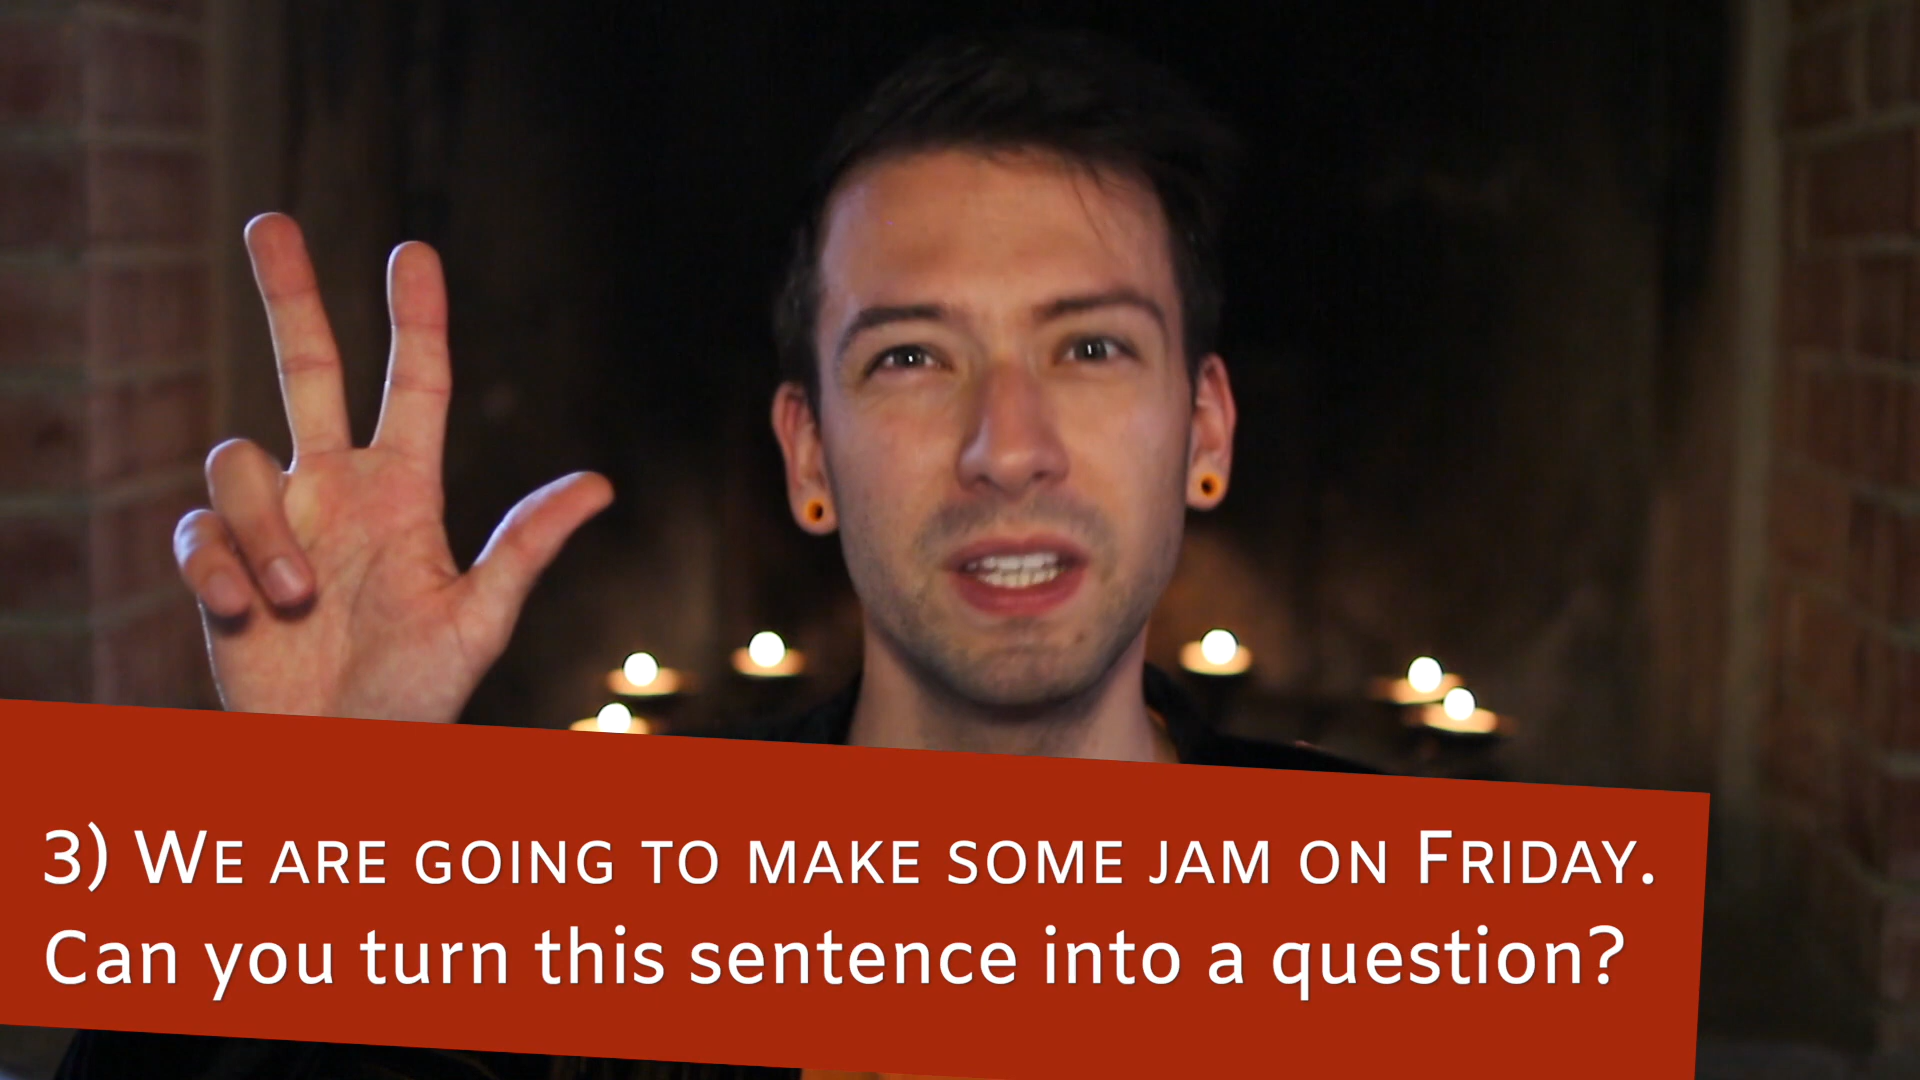 3) WE ARE GOING TO MAKE SOME JAM ON FRIDAY.
Can you turn this sentence into a question?